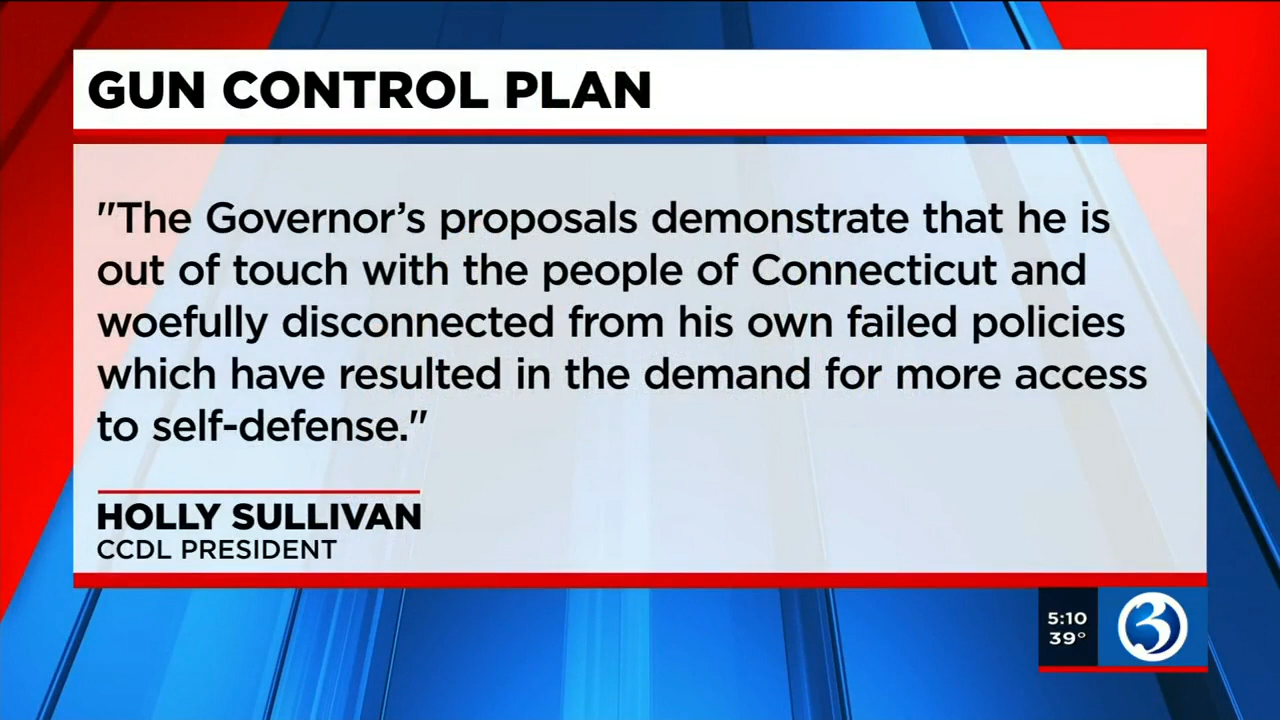 GUN CONTROL PLAN
"The Governor’s proposals demonstrate that he is
out of touch with the people of Connecticut and
woefully disconnected from his own failed policies
which have resulted in the demand for more access
to self-defense."
HOLLY SULLIVAN
CCDL PRESIDENT
5:10
39°
3